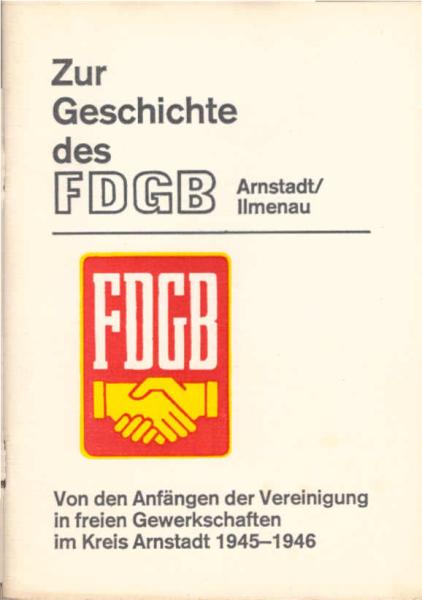 Zur
Geschichte
des
FDGB Arnstadt/
Ilmenau
FDGB
Von den Anfängen der Vereinigung
in freien Gewerkschaften
im Kreis Arnstadt 1945–1946